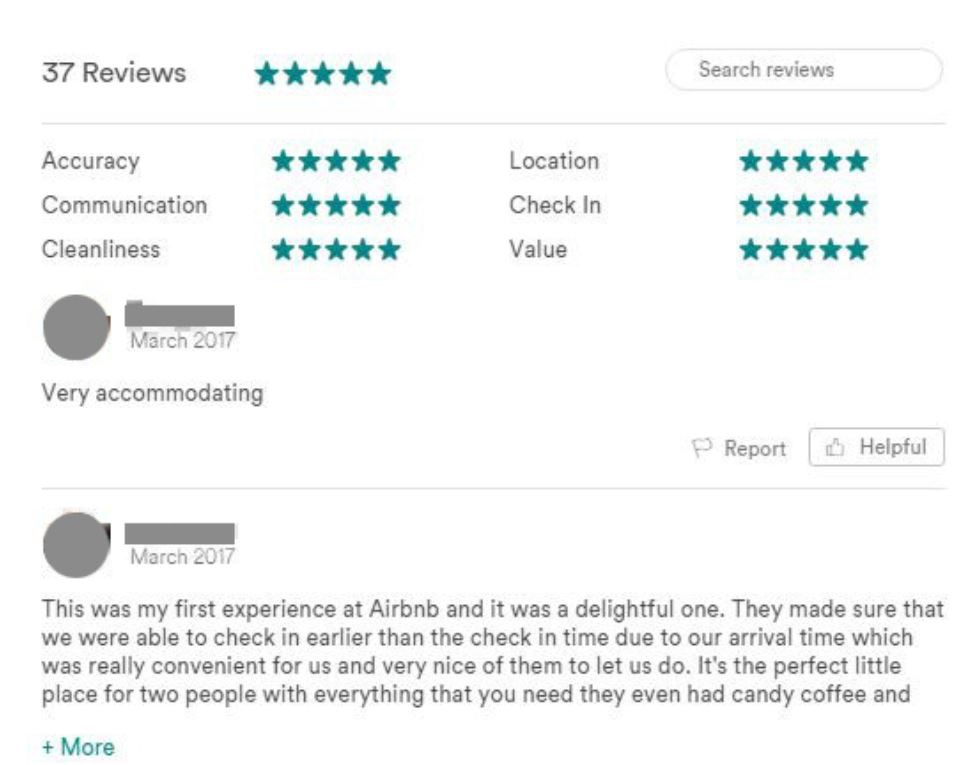 37 Reviews
Search reviews
Accuracy
Location
Communication
Check In
Cleanliness
Value
March 2017
Very accommodating
Report
Helpful
March 2017
This was my first experience at Airbnb and it was a delightful one. They made sure that
we were able to check in earlier than the check in time due to our arrival time which
was really convenient for us and very nice of them to let us do. It's the perfect little
place for two people with everything that you need they even had candy coffee and
+ More